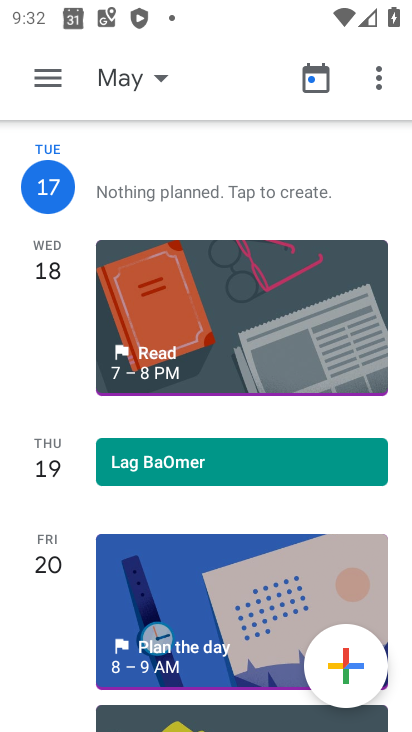 9:32
31
May
TUE
17
Nothing planned. Tap to create.
WED
18
Read
7 – 8 PM
THU
19
Lag BaOmer
FRI
20
Plan the day
8 – 9 AM